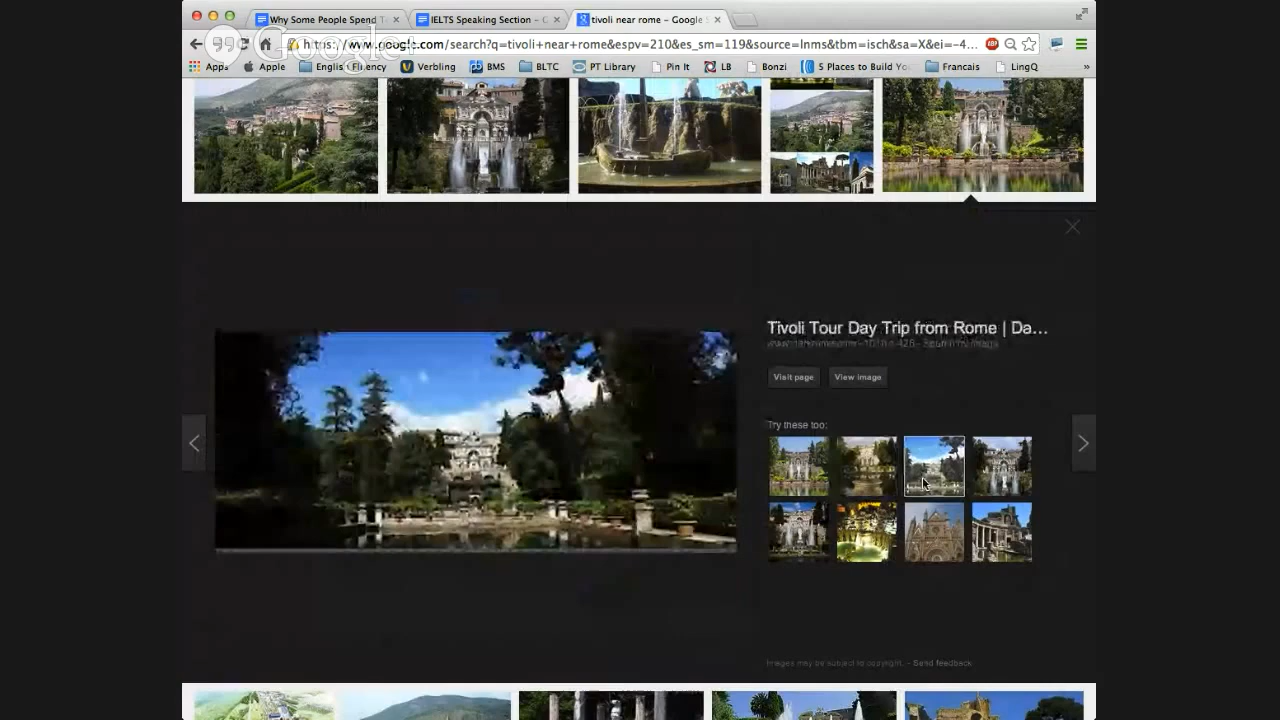 Why Some People Spend T
IELTS Speaking Section – C
tivoli near rome – Google S
Google+
https://www.google.com/search?q=tivoli+near+rome&espv=210&es_sm=119&source=lnms&tbm=isch&sa=X&ei=-4...
ABP
Apps
Apple
English Fluency
Verbling
BMS
BLTC
PT Library
Pin It
LB
Bonzi
5 Places to Build Yo
Francais
LingQ
»
Tivoli Tour Day Trip from Rome | Da...
Visit page
View image
Try these too:
Images may be subject to copyright. - Send feedback